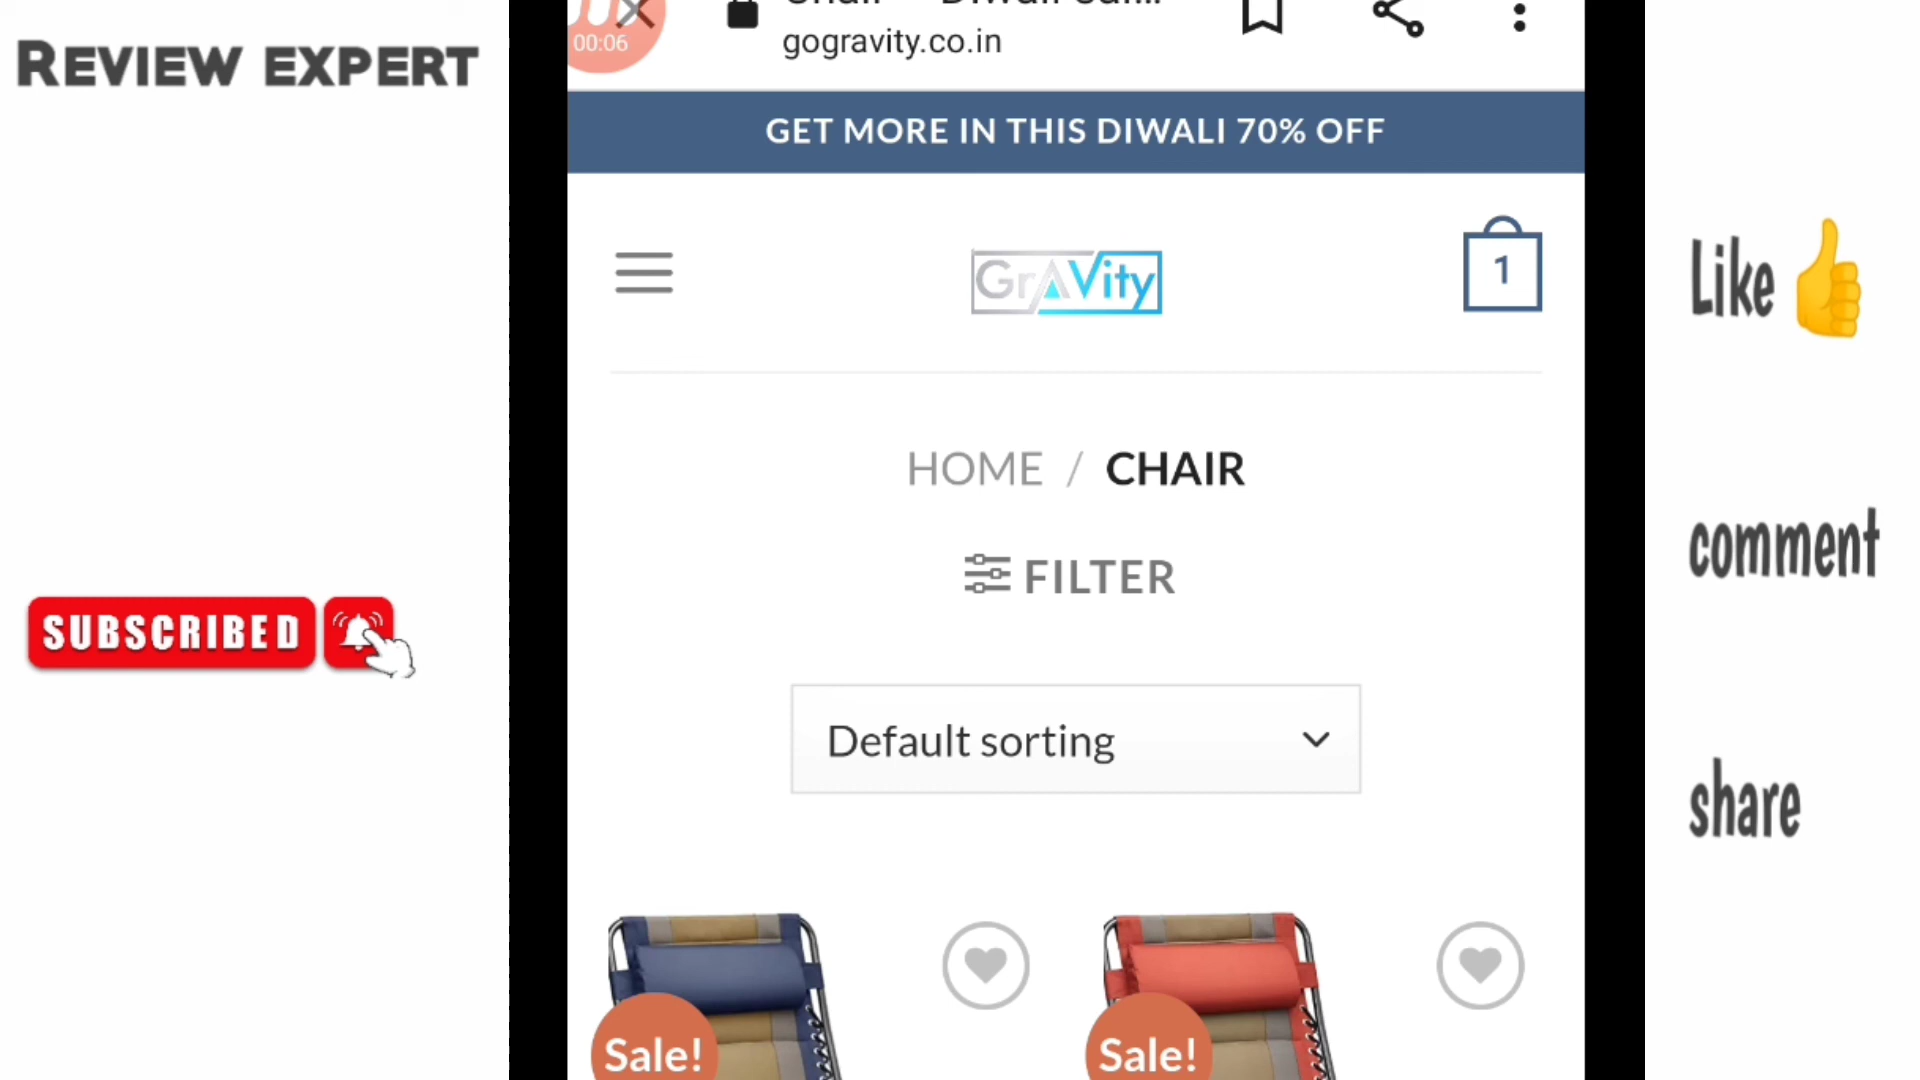 REVIEW EXPERT
00:06
gogravity.co.in
GET MORE IN THIS DIWALI 70% OFF
GrAVity
1
HOME / CHAIR
FILTER
Default sorting
Sale!
Sale!
SUBSCRIBED
Like
comment
share